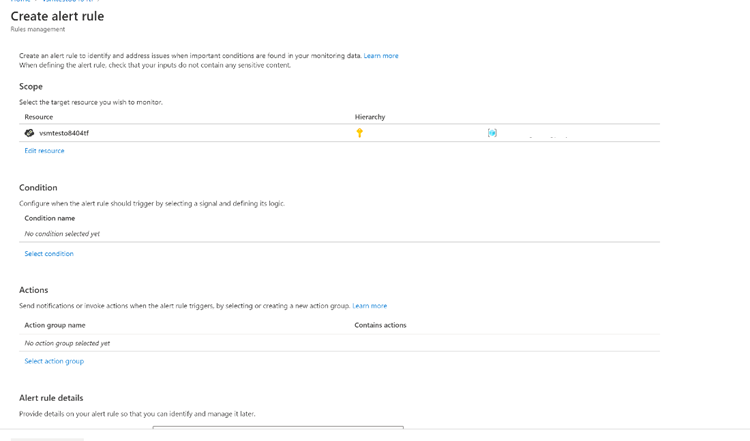 Create alert rule
Rules management
Create an alert rule to identify and address issues when important conditions are found in your monitoring data. Learn more
When defining the alert rule, check that your inputs do not contain any sensitive content.
Scope
Select the target resource you wish to monitor.
Resource Hierarchy
vsmtesto8404tf
Edit resource
Condition
Configure when the alert rule should trigger by selecting a signal and defining its logic.
Condition name
No condition selected yet
Select condition
Actions
Send notifications or invoke actions when the alert rule triggers, by selecting or creating a new action group. Learn more
Action group name Contains actions
No action group selected yet
Select action group
Alert rule details
Provide details on your alert rule so that you can identify and manage it later.